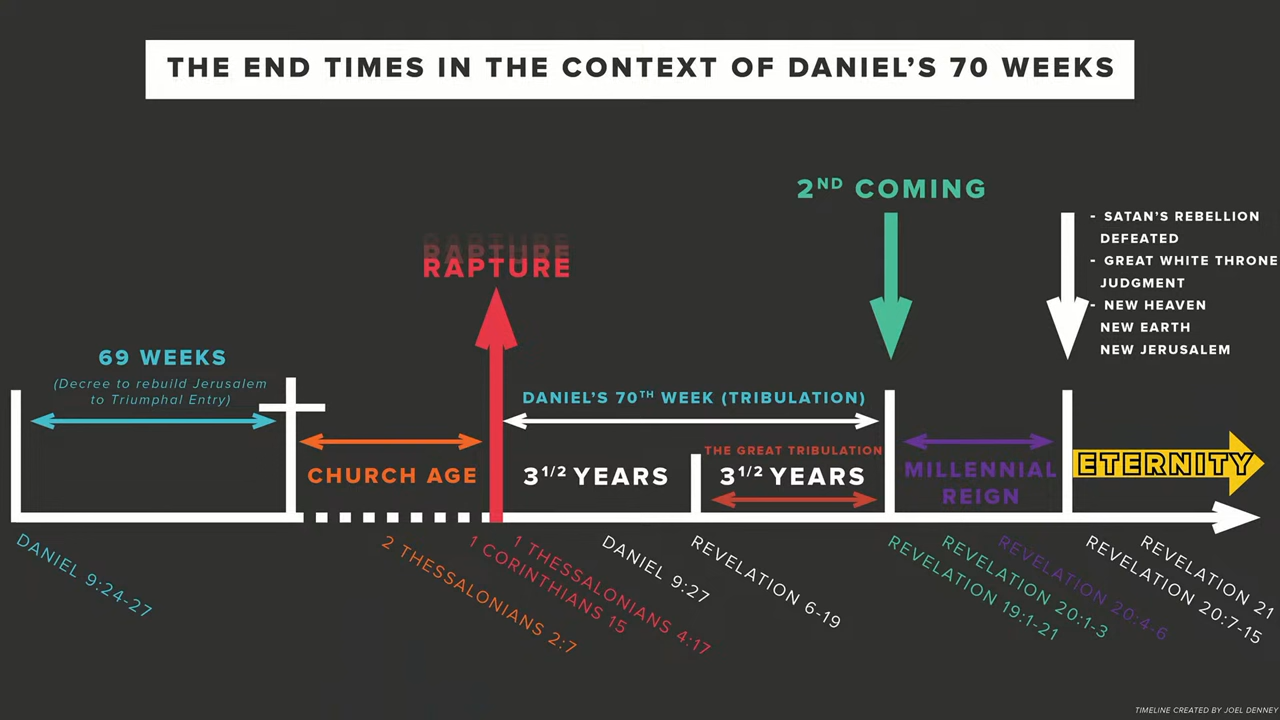 THE END TIMES IN THE CONTEXT OF DANIEL'S 70 WEEKS
2ND COMING
- SATAN'S REBELLION
DEFEATED
- GREAT WHITE THRONE
JUDGMENT
- NEW HEAVEN
NEW EARTH
NEW JERUSALEM
RAPTURE
69 WEEKS
(Decree to rebuild Jerusalem
to Triumphal Entry)
DANIEL'S 70TH WEEK (TRIBULATION)
CHURCH AGE
3 1/2 YEARS
THE GREAT TRIBULATION
3 1/2 YEARS
MILLENNIAL
REIGN
ETERNITY
DANIEL 9:24-27
2 THESSALONIANS 2:7
1 CORINTHIANS 15
1 THESSALONIANS 4:17
DANIEL 9:27
REVELATION 6-19
REVELATION 19:1-21
REVELATION 20:1-3
REVELATION 20:4-6
REVELATION 20:7-15
REVELATION 21
TIMELINE CREATED BY JOEL DENNEY